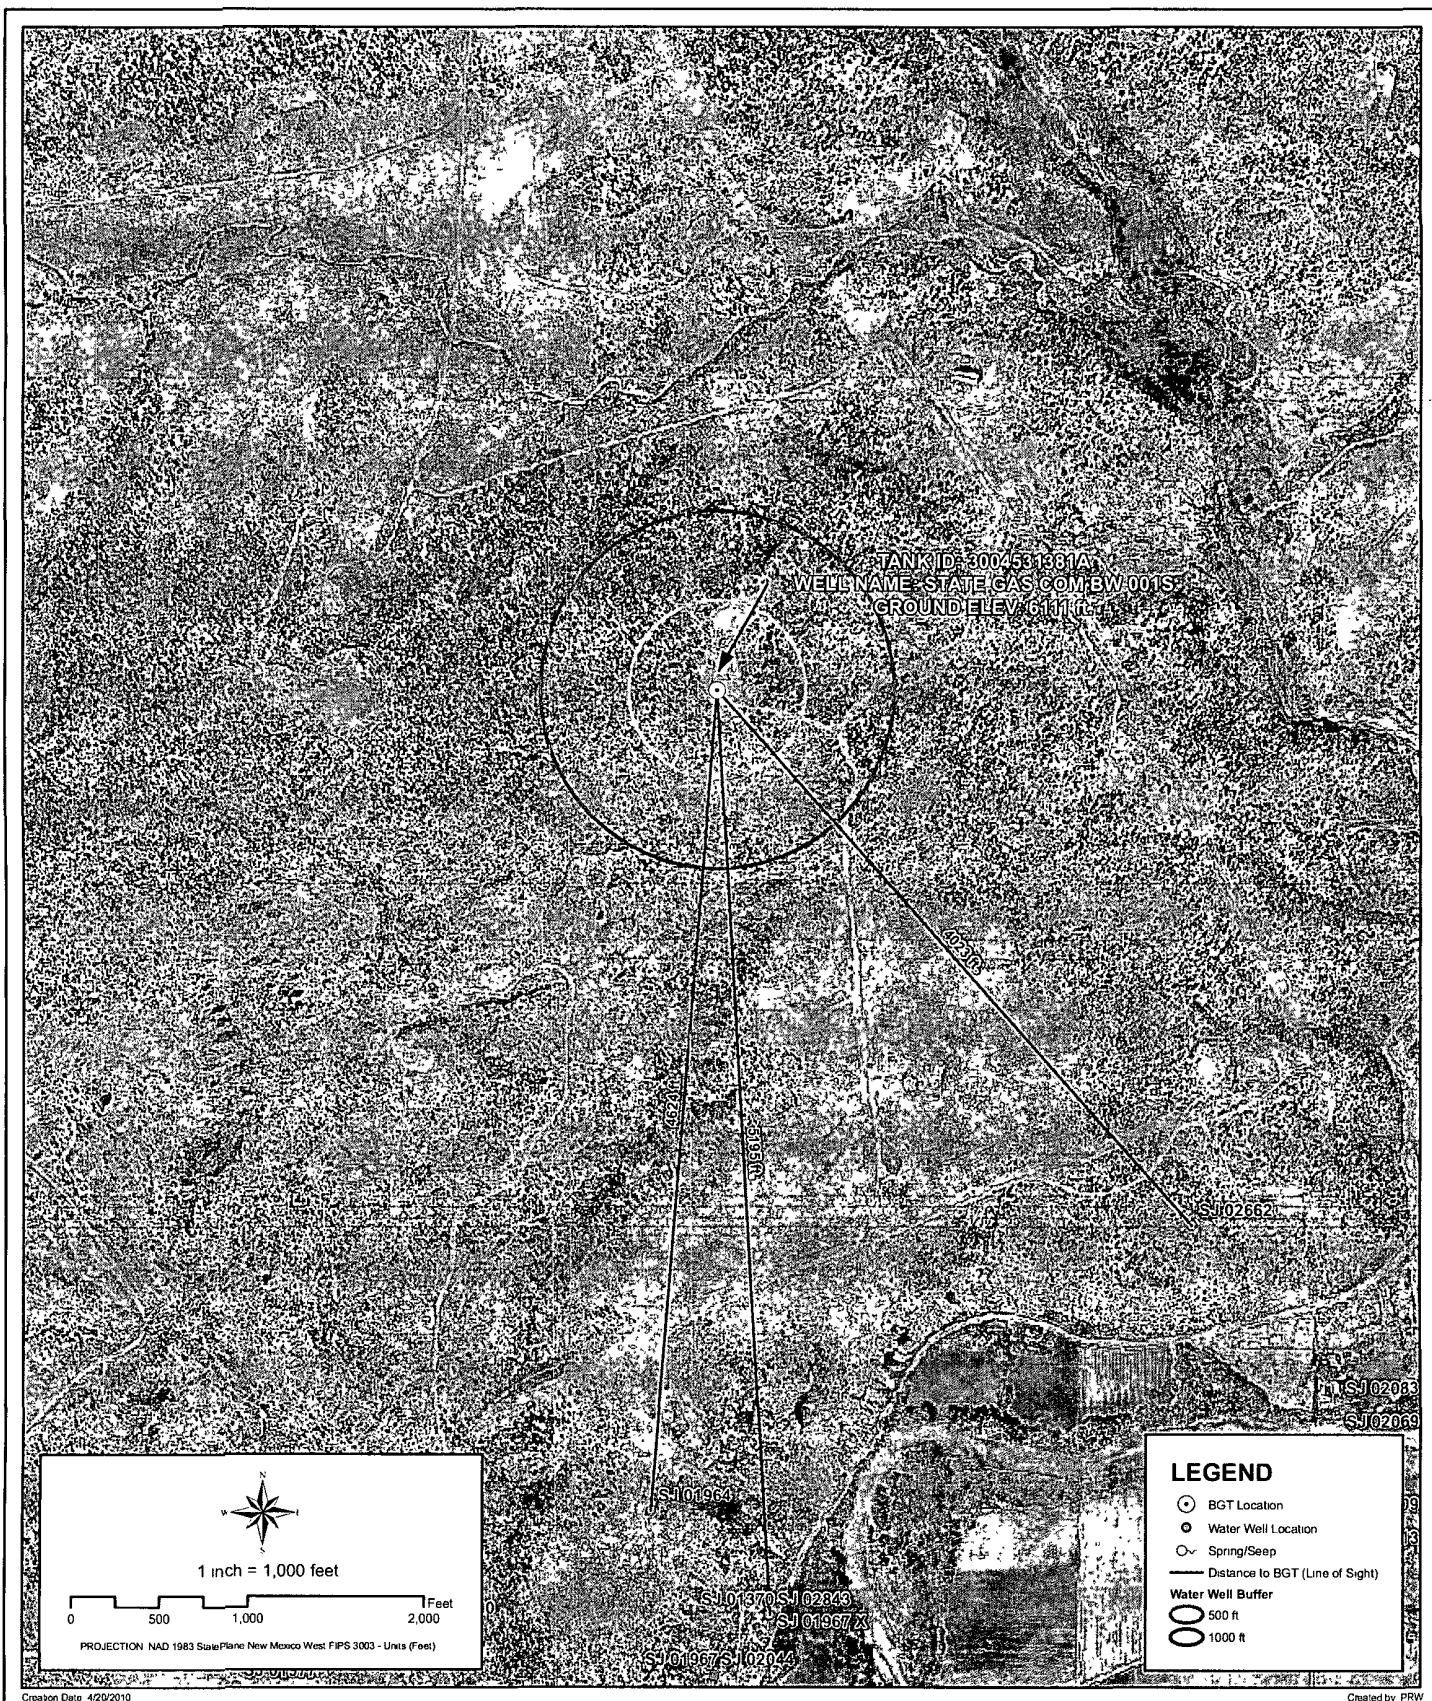 TANK ID: 3004531381A
WELL NAME: STATE GAS COM BW 001S
GROUND ELEV: 6111 ft.
4027 ft.
5195 ft.
SJ 02662
SJ 02083
SJ 02069
SJ 01964
SJ 01370 SJ 02843
SJ 01967 X
SJ 01967 SJ 02044
N
W
S
1 inch = 1,000 feet
Feet
0 500 1,000 2,000
PROJECTION NAD 1983 StatePlane New Mexico West FIPS 3003 - Units (Feet)
LEGEND
BGT Location
Water Well Location
Spring/Seep
Distance to BGT (Line of Sight)
Water Well Buffer
500 ft
1000 ft
Creation Date 4/20/2010
Created by PRW